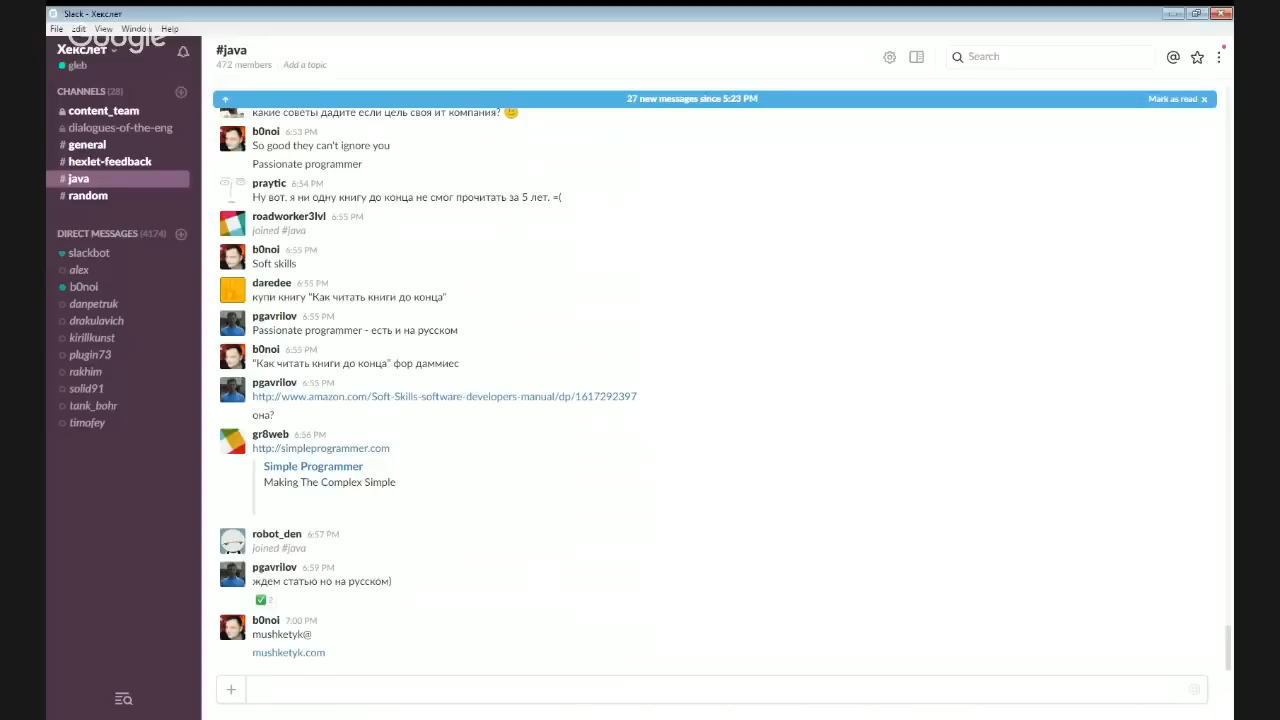 Slack - Хекслет
File Edit View Window Help
Google
Хекслет
gleb
CHANNELS (28)
content_team
dialogues-of-the-eng
# general
# hexlet-feedback
# java
# random
DIRECT MESSAGES (4174)
slackbot
alex
b0noi
danpetruk
drakulavich
kirillkunst
plugin73
rakhim
solid91
tank_bohr
timofey
#java
472 members
Add a topic
Search
27 new messages since 5:23 PM
Mark as read
какие советы дадите если цель своя ит компания?
b0noi 6:53 PM
So good they can't ignore you
Passionate programmer
praytic 6:54 PM
Ну вот. я ни одну книгу до конца не смог прочитать за 5 лет. =(
roadworker3lvl 6:55 PM
joined #java
b0noi 6:55 PM
Soft skills
daredee 6:55 PM
купи книгу "Как читать книги до конца"
pgavrilov 6:55 PM
Passionate programmer - есть и на русском
b0noi 6:55 PM
"Как читать книги до конца" фор даммиес
pgavrilov 6:55 PM
http://www.amazon.com/Soft-Skills-software-developers-manual/dp/1617292397
она?
gr8web 6:56 PM
http://simpleprogrammer.com
Simple Programmer
Making The Complex Simple
robot_den 6:57 PM
joined #java
pgavrilov 6:59 PM
ждем статью но на русском)
2
b0noi 7:00 PM
mushketyk@
mushketyk.com